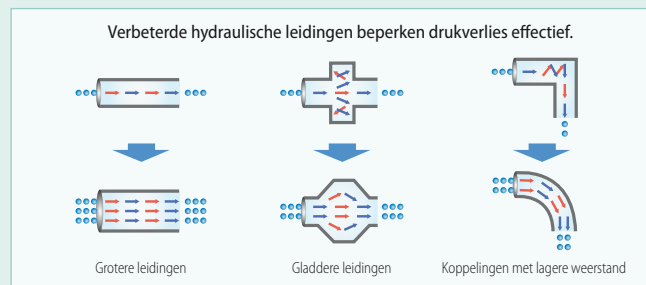 Verbeterde hydraulische leidingen beperken drukverlies effectief.
Grotere leidingen
Gladdere leidingen
Koppelingen met lagere weerstand